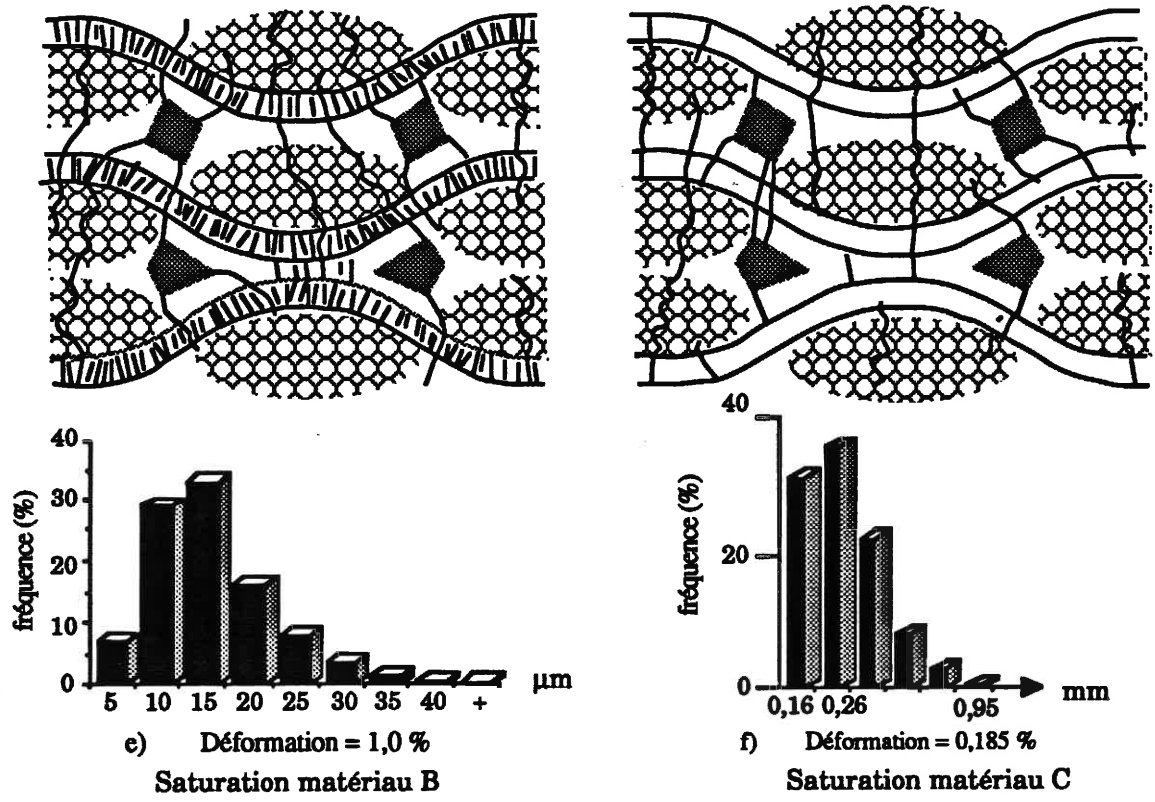 40
30
20
10
0
fréquence (%)
5 10 15 20 25 30 35 40 +
µm
e) Déformation = 1,0 %
Saturation matériau B
40
20
0
fréquence (%)
0,16 0,26 0,95
mm
f) Déformation = 0,185 %
Saturation matériau C